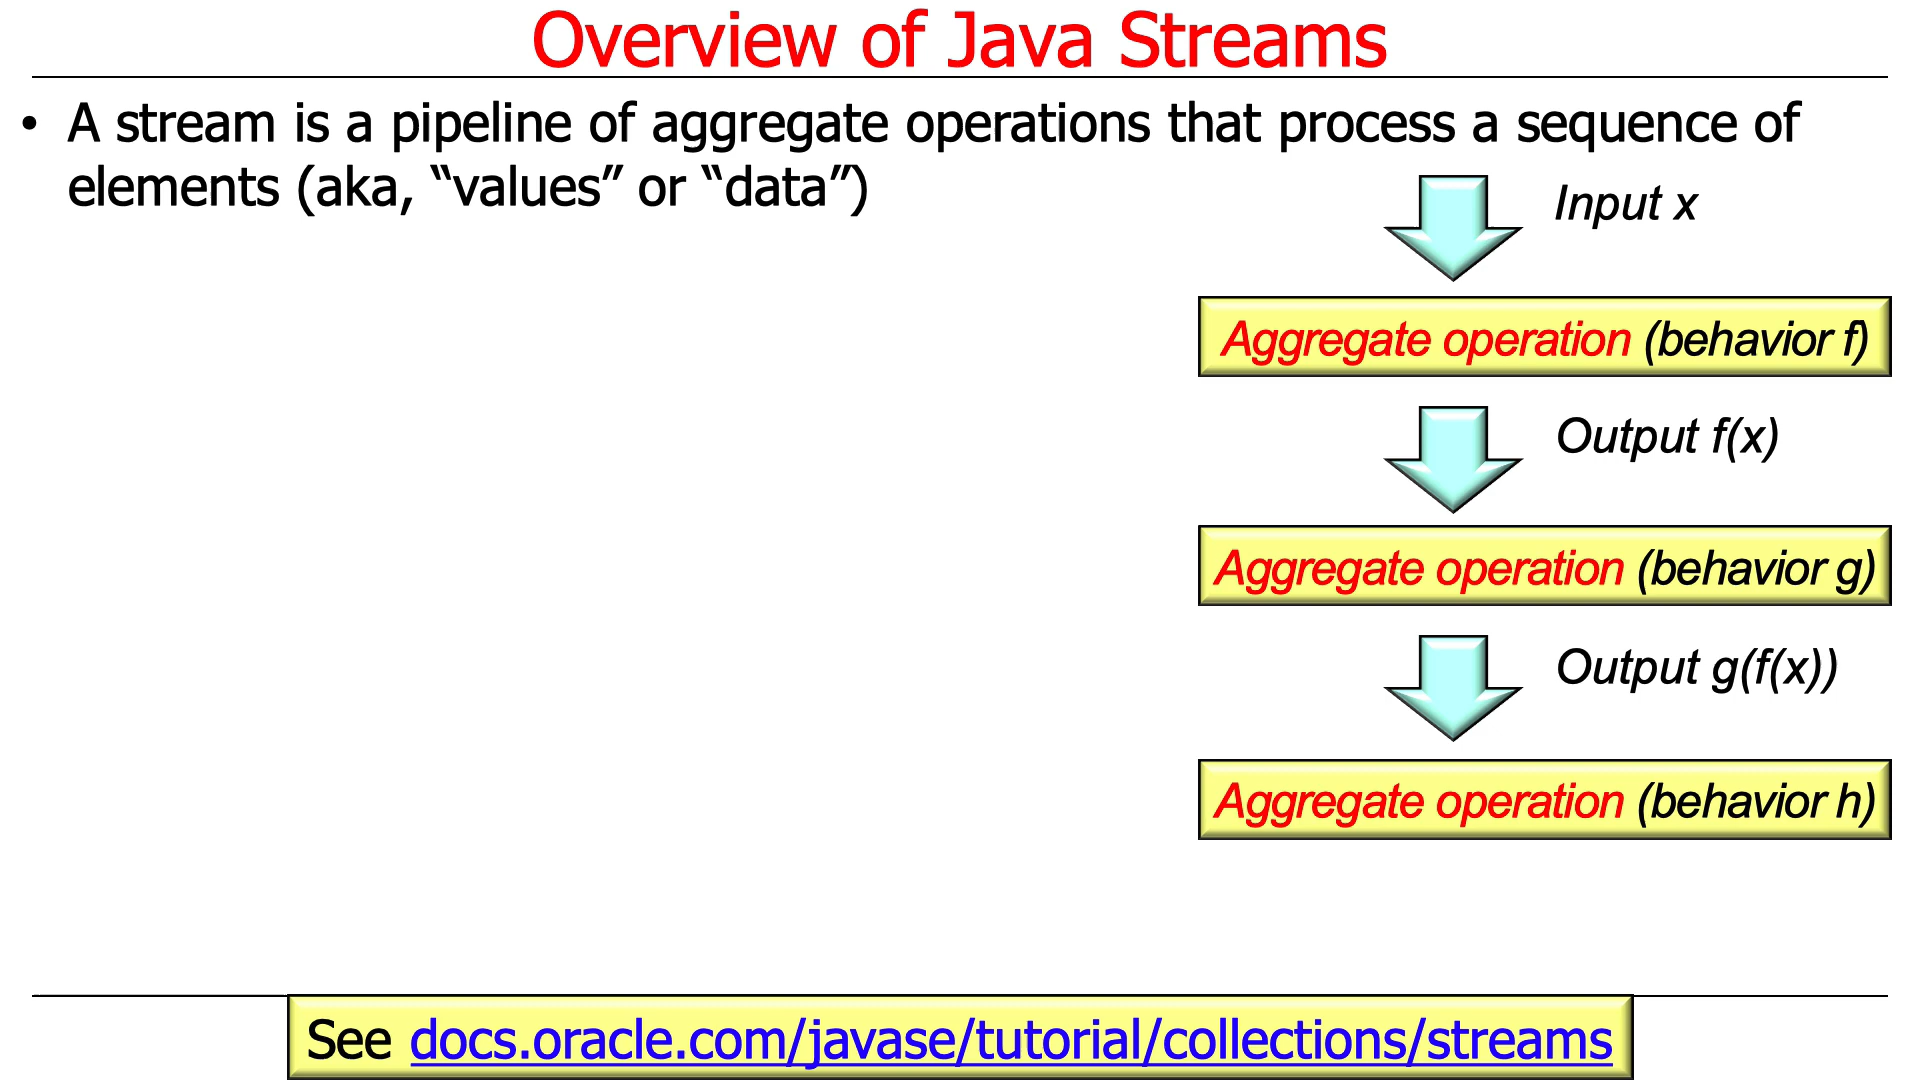 Overview of Java Streams
• A stream is a pipeline of aggregate operations that process a sequence of
elements (aka, “values” or “data”)
Input x
Aggregate operation (behavior f)
Output f(x)
Aggregate operation (behavior g)
Output g(f(x))
Aggregate operation (behavior h)
See docs.oracle.com/javase/tutorial/collections/streams